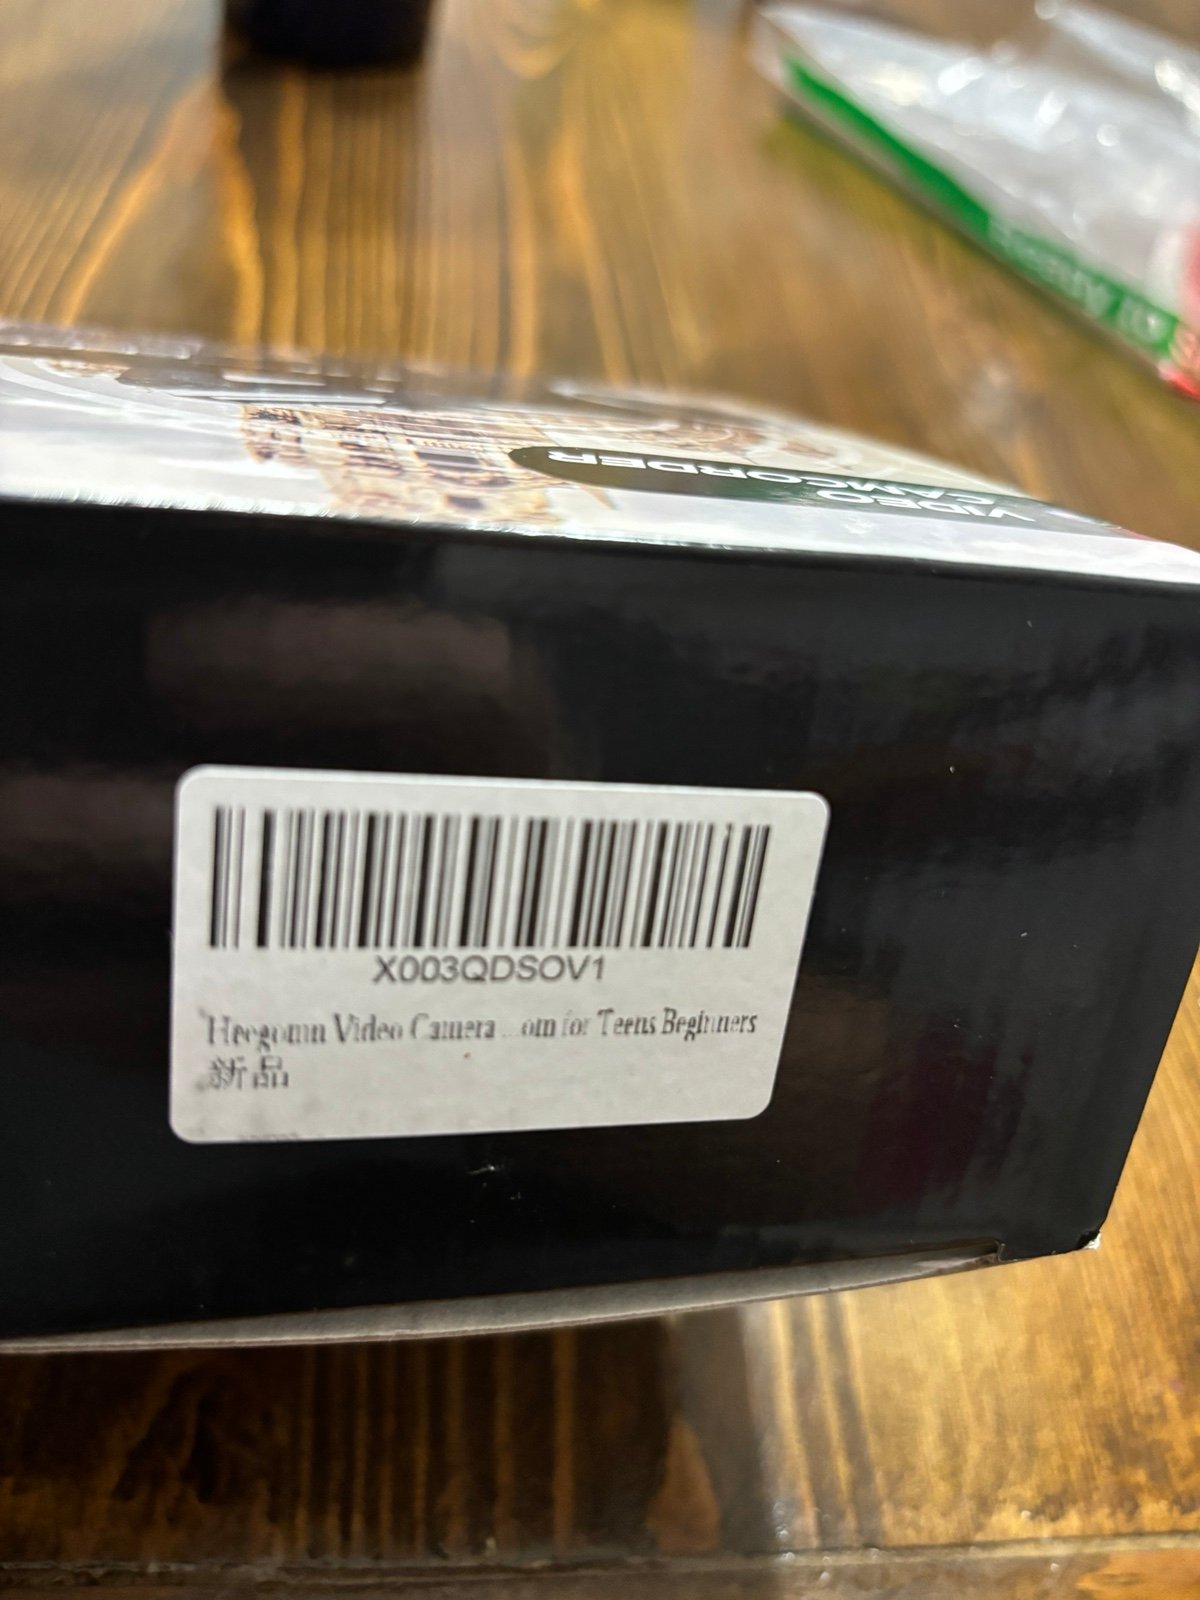 VIDEO
CAMCORDER
X003QDSOV1
Heegomn Video Camera ...om for Teens Beginners
新品